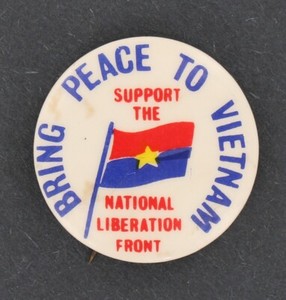 BRING PEACE TO VIETNAM
SUPPORT
THE
NATIONAL
LIBERATION
FRONT